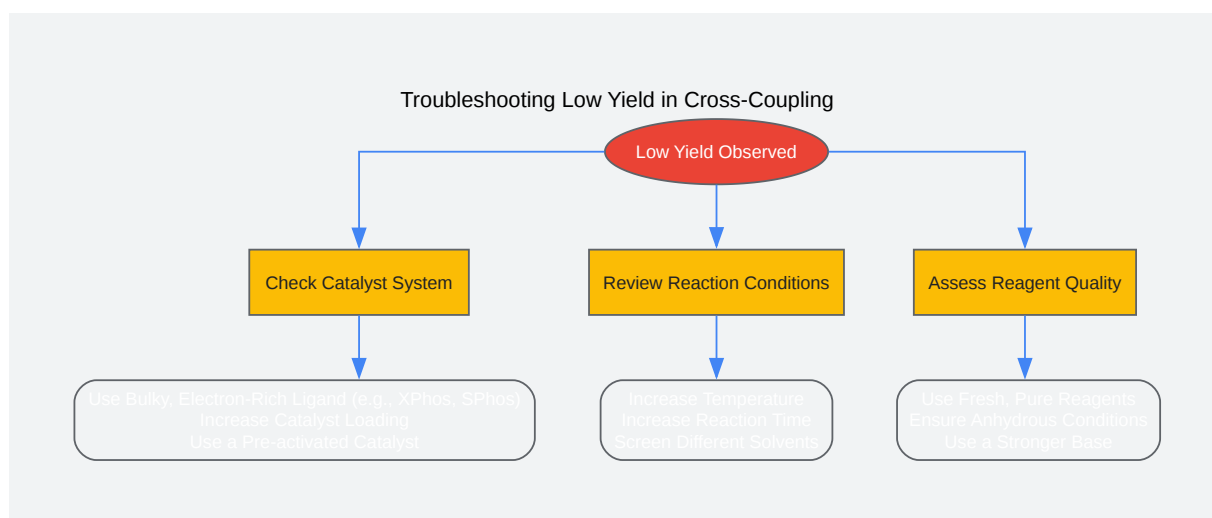 Troubleshooting Low Yield in Cross-Coupling
Low Yield Observed
Check Catalyst System
Review Reaction Conditions
Assess Reagent Quality
Use Bulky, Electron-Rich Ligand (e.g., XPhos, SPhos)
Increase Catalyst Loading
Use a Pre-activated Catalyst
Increase Temperature
Increase Reaction Time
Screen Different Solvents
Use Fresh, Pure Reagents
Ensure Anhydrous Conditions
Use a Stronger Base